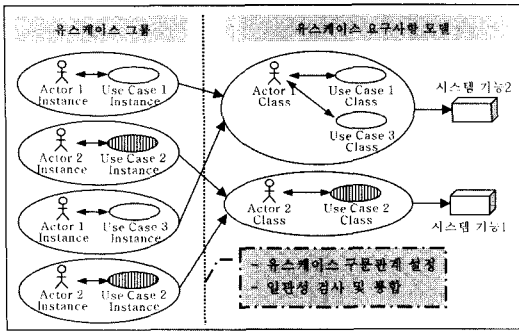 유스케이스 그룹
유스케이스 요구사항 모델
Actor 1
Instance
Use Case 1
Instance
Actor 2
Instance
Use Case 2
Instance
Actor 1
Instance
Use Case 3
Instance
Actor 2
Instance
Use Case 2
Instance
Actor 1
Class
Use Case 1
Class
Use Case 3
Class
시스템 기능2
Actor 2
Class
Use Case 2
Class
시스템 기능1
- 유스케이스 구문관계 설정
- 일관성 검사 및 통합